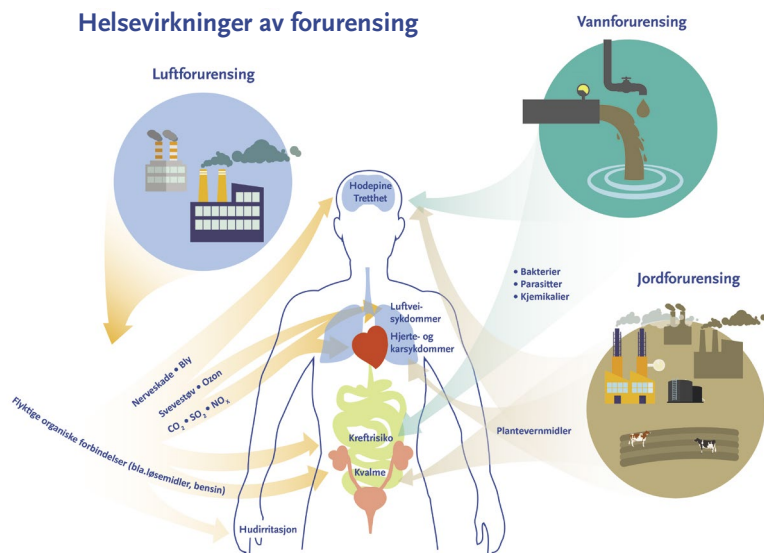 Helsevirkninger av forurensing
Luftforurensing
Vannforurensing
Hodepine
Tretthet
• Bakterier
• Parasitter
• Kjemikalier
Jordforurensing
Luftvei-
sykdommer
Hjerte- og
karsykdommer
Nerveskade • Bly
Svevestøv • Ozon
CO₂ • SO₂ • NOₓ
Flyktige organiske forbindelser (bla.løsemidler, bensin)
Kreftrisiko
Plantevernmidler
Kvalme
Hudirritasjon